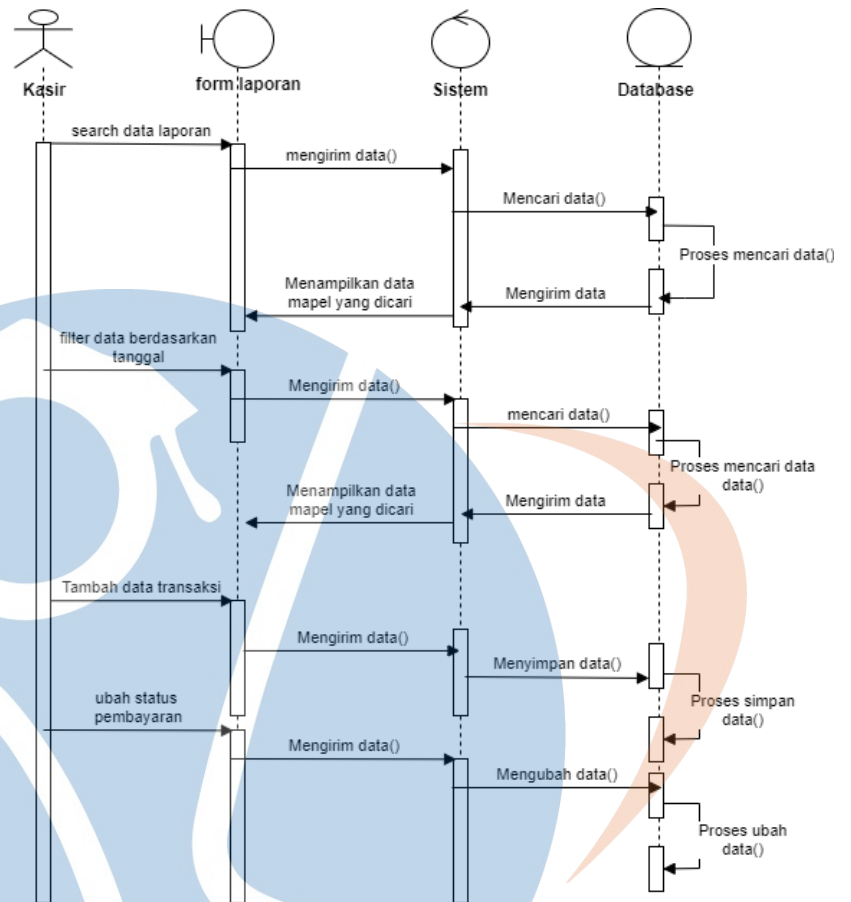 Kasir
form laporan
Sistem
Database
search data laporan
mengirim data()
Mencari data()
Proses mencari data()
Menampilkan data
mapel yang dicari
Mengirim data
filter data berdasarkan
tanggal
Mengirim data()
mencari data()
Proses mencari data
data()
Menampilkan data
mapel yang dicari
Mengirim data
Tambah data transaksi
Mengirim data()
Menyimpan data()
Proses simpan
data()
ubah status
pembayaran
Mengirim data()
Mengubah data()
Proses ubah
data()